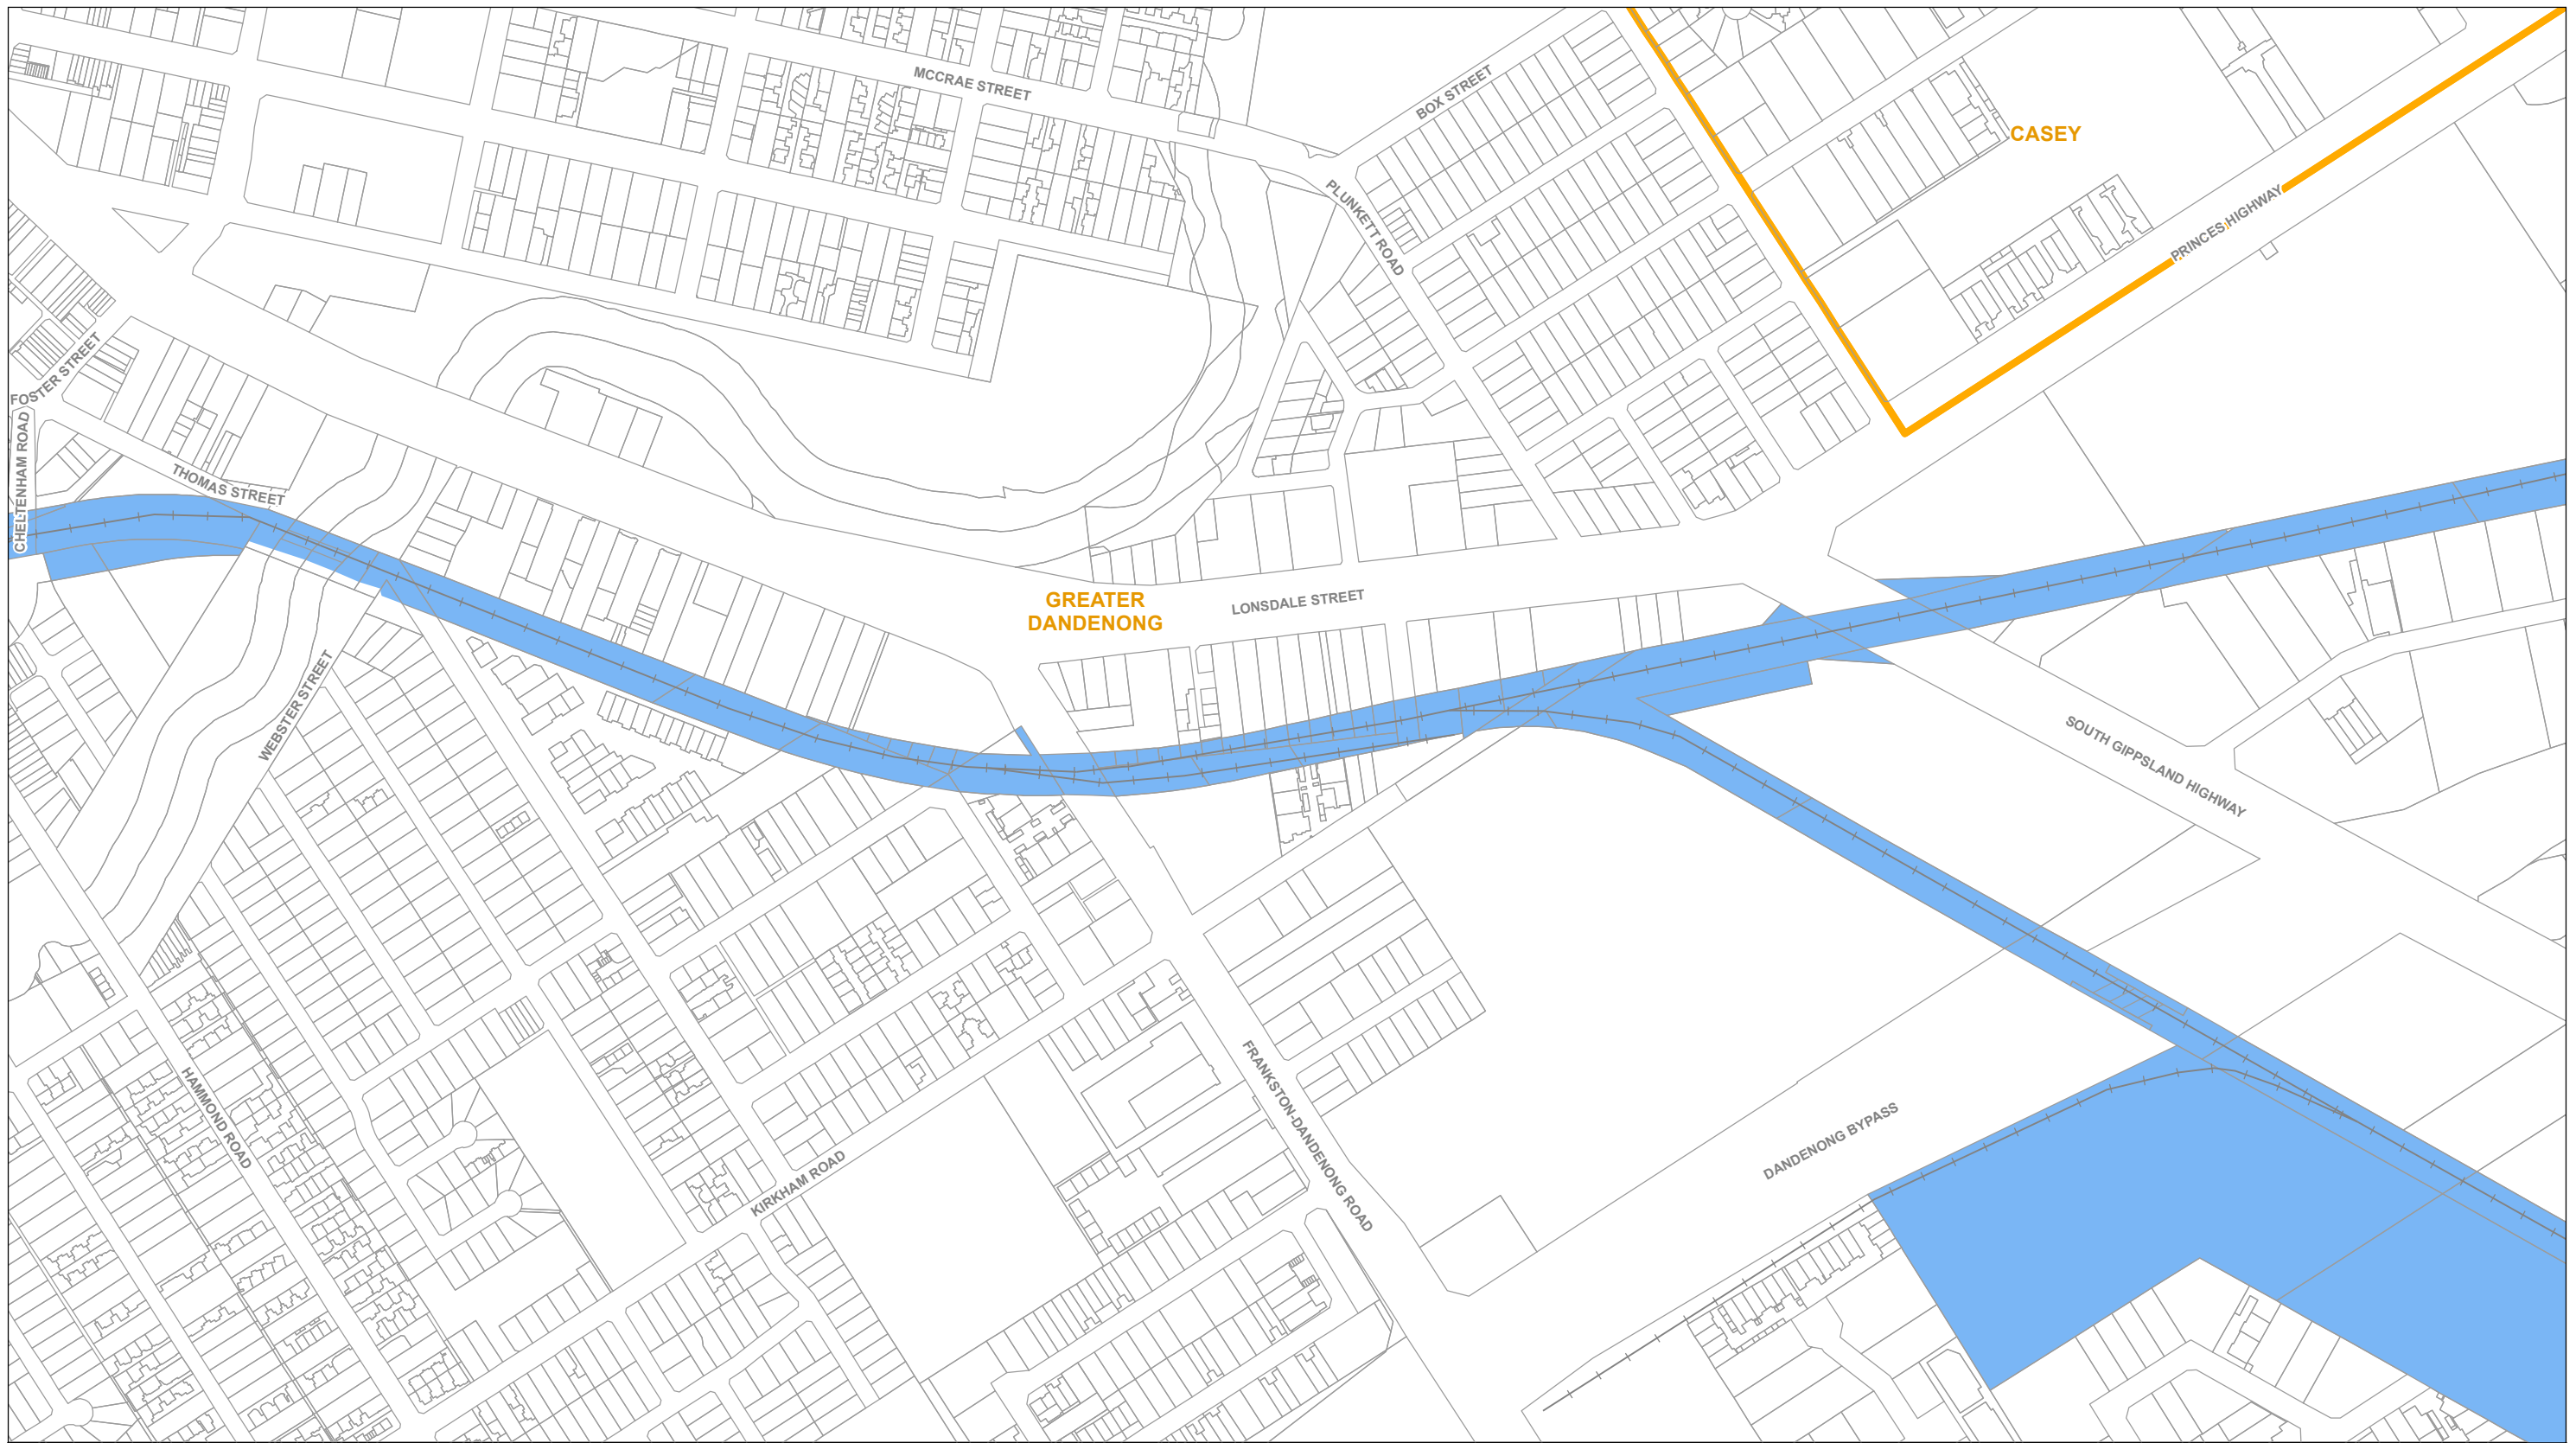 MCCRAE STREET
BOX STREET
CASEY
PLUNKETT ROAD
PRINCES HIGHWAY
FOSTER STREET
CHELTENHAM ROAD
THOMAS STREET
GREATER
DANDENONG
LONSDALE STREET
WEBSTER STREET
SOUTH GIPPSLAND HIGHWAY
HAMMOND ROAD
FRANKSTON-DANDENONG ROAD
DANDENONG BYPASS
KIRKHAM ROAD